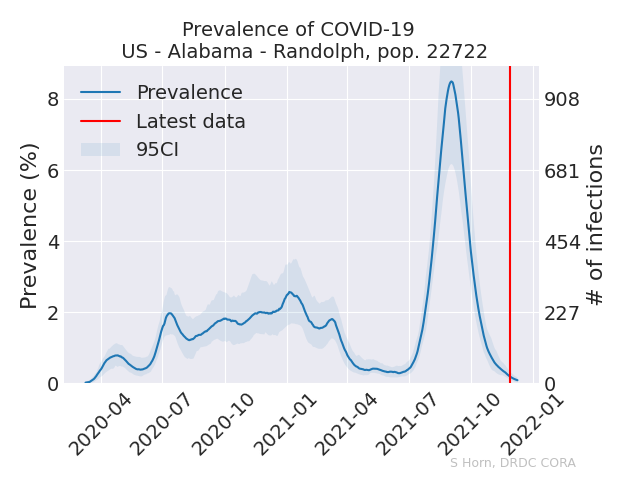 Prevalence of COVID-19
US - Alabama - Randolph, pop. 22722
Prevalence
Latest data
95CI
Prevalence (%)
8
6
4
2
0
908
681
454
227
0
# of infections
2020-04
2020-07
2020-10
2021-01
2021-04
2021-07
2021-10
2022-01
S Horn, DRDC CORA